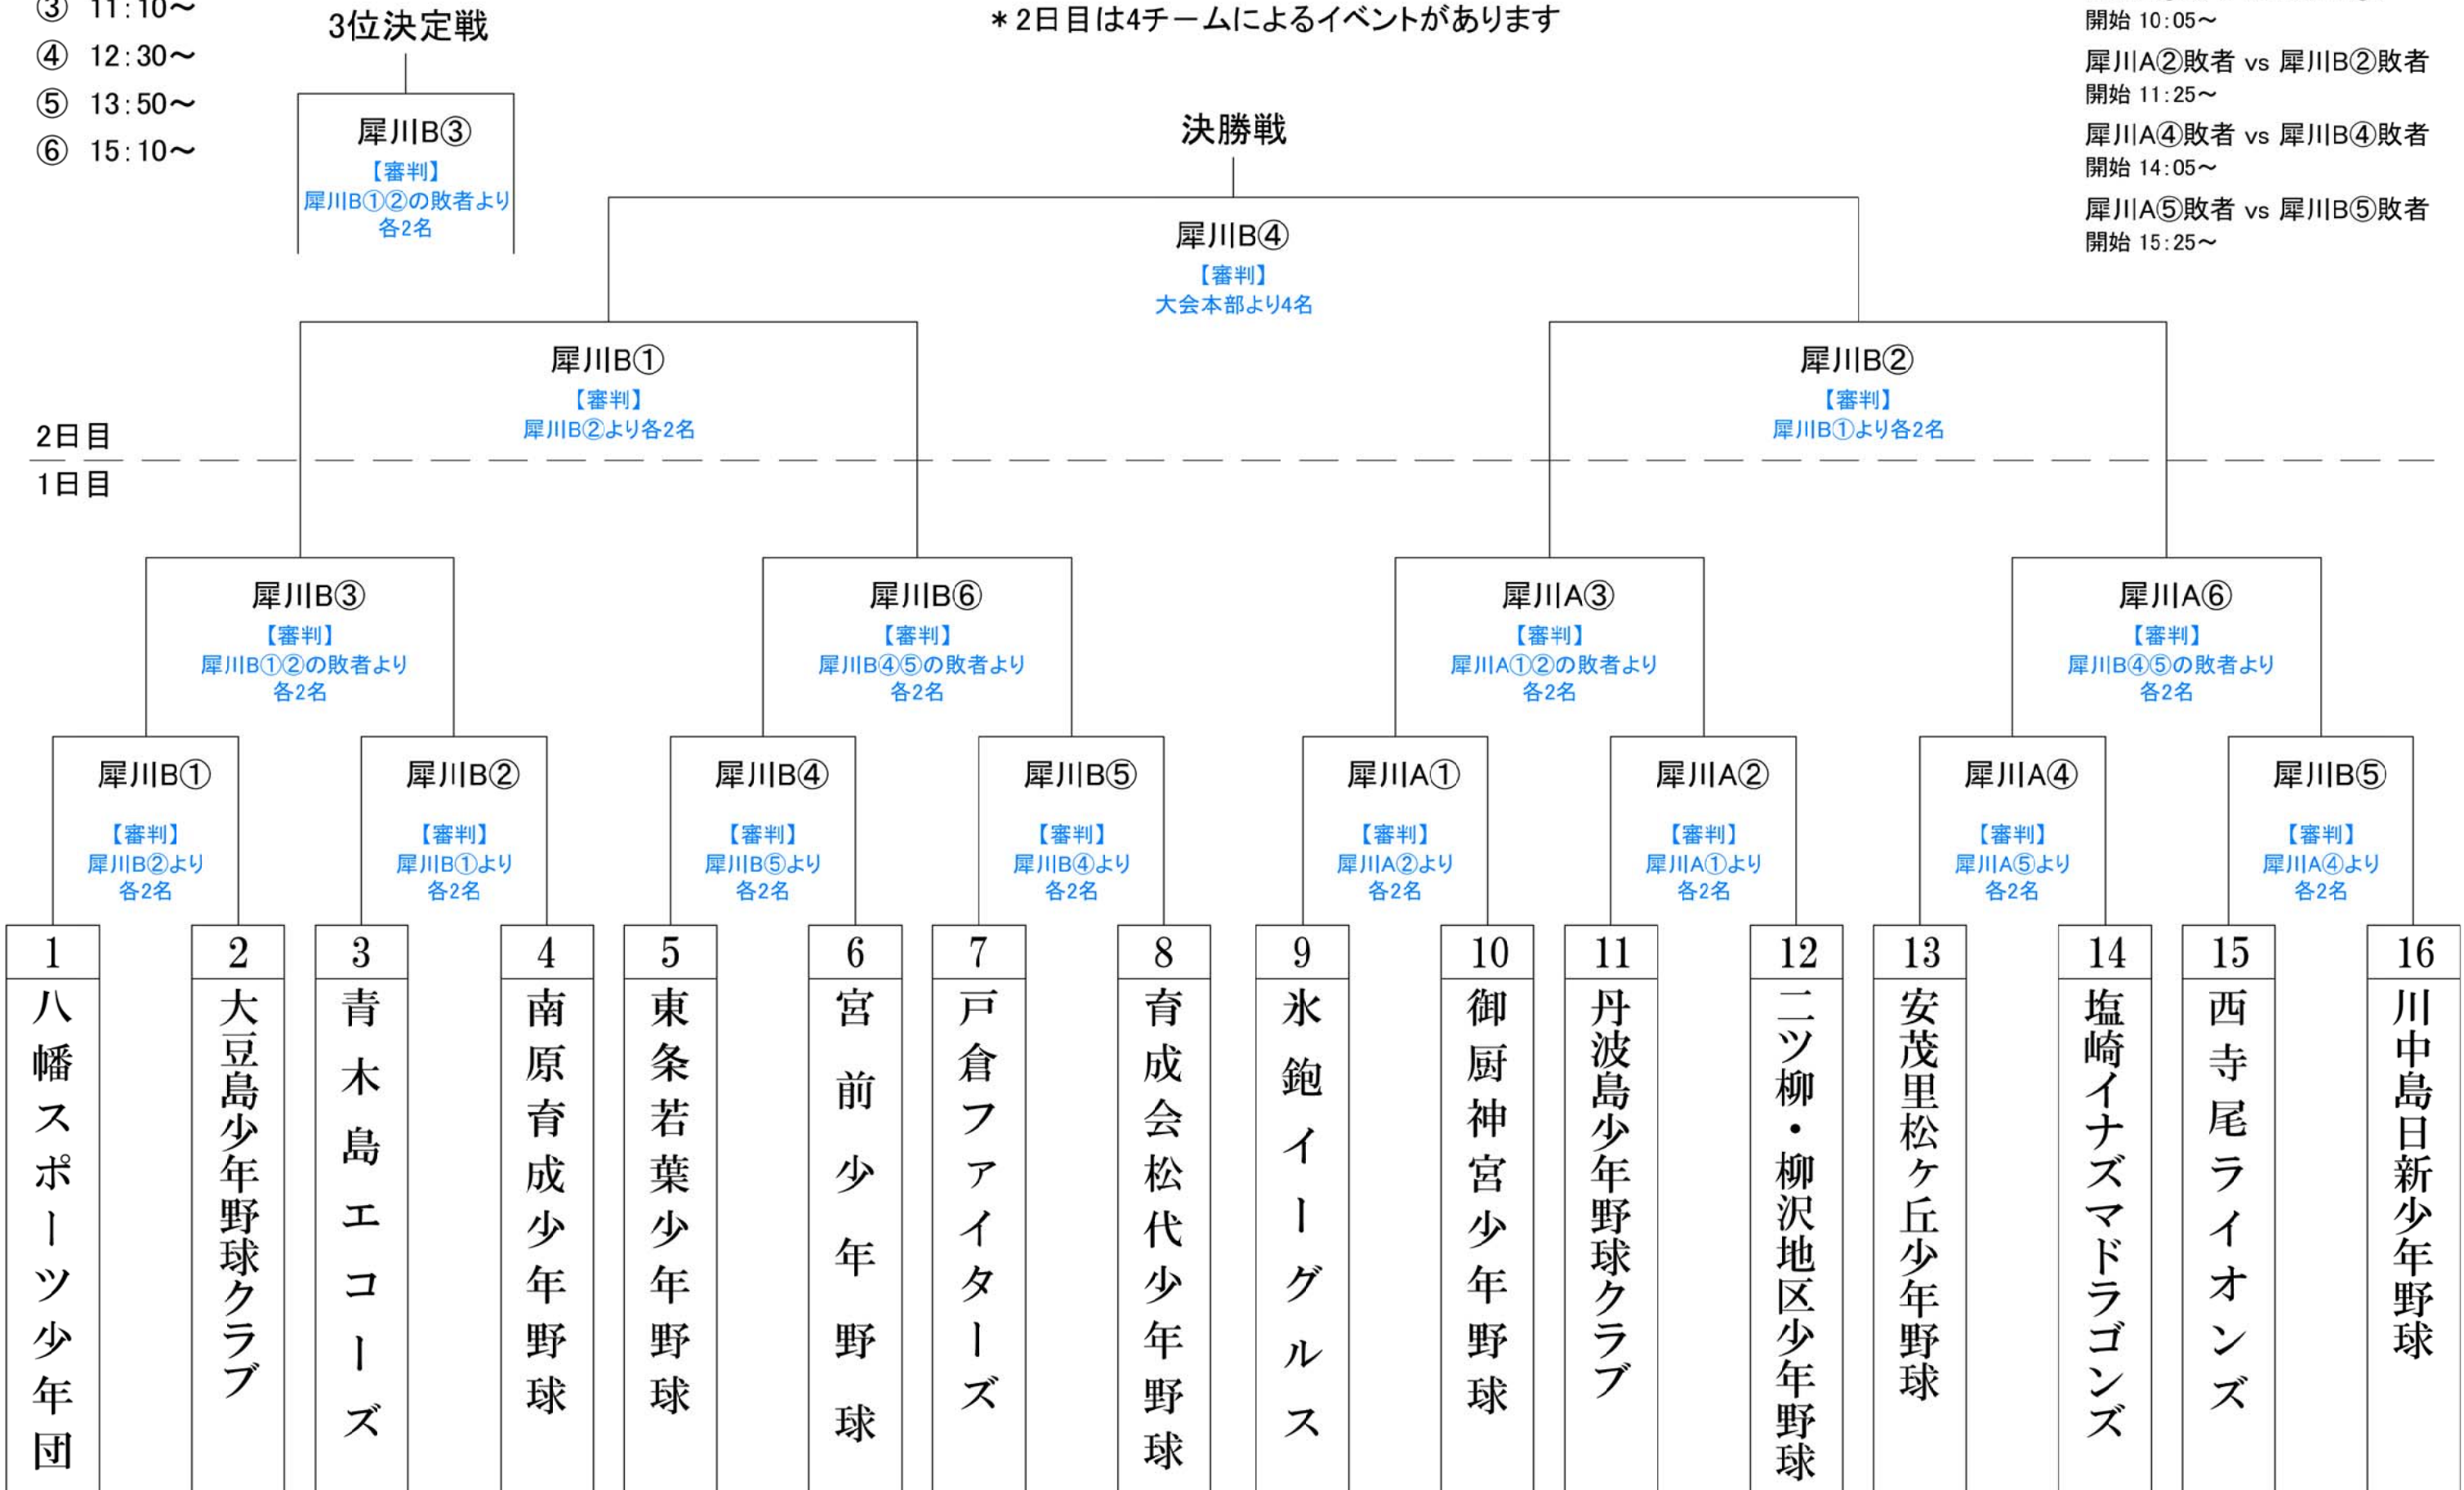 ③ 11:10～
④ 12:30～
⑤ 13:50～
⑥ 15:10～
3位決定戦
犀川B③
【審判】
犀川B①②の敗者より
各2名
＊2日目は4チームによるイベントがあります
開始 10:05～
犀川A②敗者 vs 犀川B②敗者
開始 11:25～
犀川A④敗者 vs 犀川B④敗者
開始 14:05～
犀川A⑤敗者 vs 犀川B⑤敗者
開始 15:25～
決勝戦
犀川B④
【審判】
大会本部より4名
犀川B①
【審判】
犀川B②より各2名
犀川B②
【審判】
犀川B①より各2名
2日目
1日目
犀川B③
【審判】
犀川B①②の敗者より
各2名
犀川B⑥
【審判】
犀川B④⑤の敗者より
各2名
犀川A③
【審判】
犀川A①②の敗者より
各2名
犀川A⑥
【審判】
犀川B④⑤の敗者より
各2名
犀川B①
【審判】
犀川B②より
各2名
犀川B②
【審判】
犀川B①より
各2名
犀川B④
【審判】
犀川B⑤より
各2名
犀川B⑤
【審判】
犀川B④より
各2名
犀川A①
【審判】
犀川A②より
各2名
犀川A②
【審判】
犀川A①より
各2名
犀川A④
【審判】
犀川A⑤より
各2名
犀川B⑤
【審判】
犀川A④より
各2名
1
八幡スポーツ少年団
2
大豆島少年野球クラブ
3
青木島エコーズ
4
南原育成少年野球
5
東条若葉少年野球
6
宮前少年野球
7
戸倉ファイターズ
8
育成会松代少年野球
9
氷鉋イーグルス
10
御厨神宮少年野球
11
丹波島少年野球クラブ
12
二ツ柳・柳沢地区少年野球
13
安茂里松ヶ丘少年野球
14
塩崎イナズマドラゴンズ
15
西寺尾ライオンズ
16
川中島日新少年野球